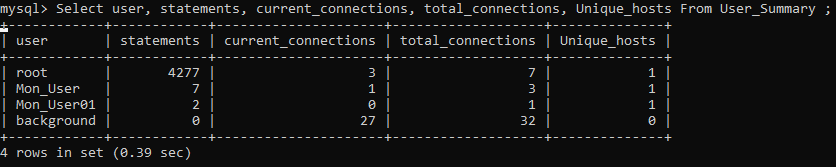 mysql> Select user, statements, current_connections, total_connections, Unique_hosts From User_Summary ;
+------------+------------+---------------------+-------------------+--------------+
| user       | statements | current_connections | total_connections | Unique_hosts |
+------------+------------+---------------------+-------------------+--------------+
| root       |       4277 |                   3 |                 7 |            1 |
| Mon_User   |          7 |                   1 |                 3 |            1 |
| Mon_User01 |          2 |                   0 |                 1 |            1 |
| background |          0 |                  27 |                32 |            0 |
+------------+------------+---------------------+-------------------+--------------+
4 rows in set (0.39 sec)